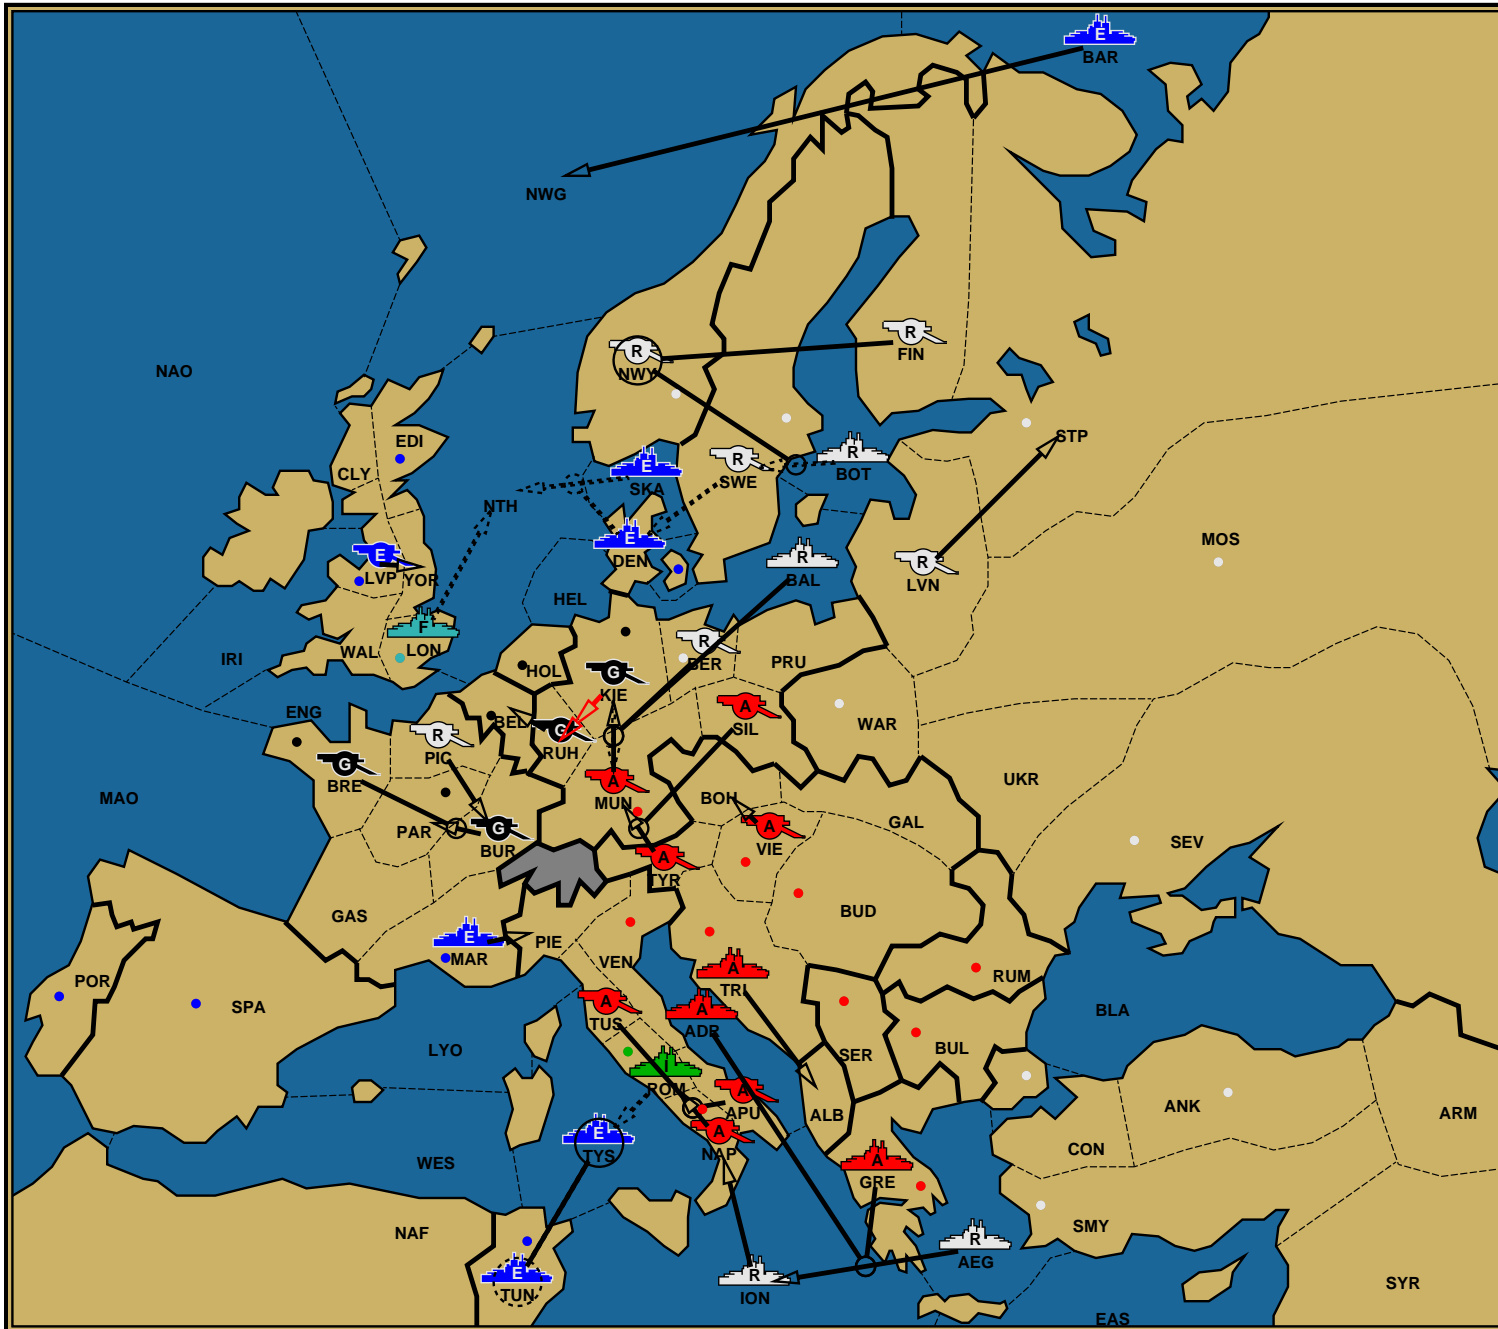 E
BAR
NWG
R
FIN
R
NWY
NAO
STP
EDI
R
BOT
E
SKA
R
SWE
CLY
NTH
E
DEN
MOS
R
BAL
E
LVP
YOR
R
LVN
HEL
F
LON
WAL
IRI
R
BER
PRU
HOL
G
KIE
ENG
BEL
A
SIL
WAR
R
PIC
G
RUH
UKR
G
BRE
A
MUN
MAO
BOH
GAL
PAR
G
BUR
A
VIE
SEV
A
TYR
GAS
BUD
E
MAR
PIE
VEN
POR
SPA
A
TRI
RUM
A
TUS
A
ADR
BLA
LYO
SER
BUL
I
ROM
A
APU
ALB
ANK
ARM
E
TYS
A
NAP
CON
WES
A
GRE
NAF
SMY
R
AEG
E
TUN
R
ION
SYR
EAS